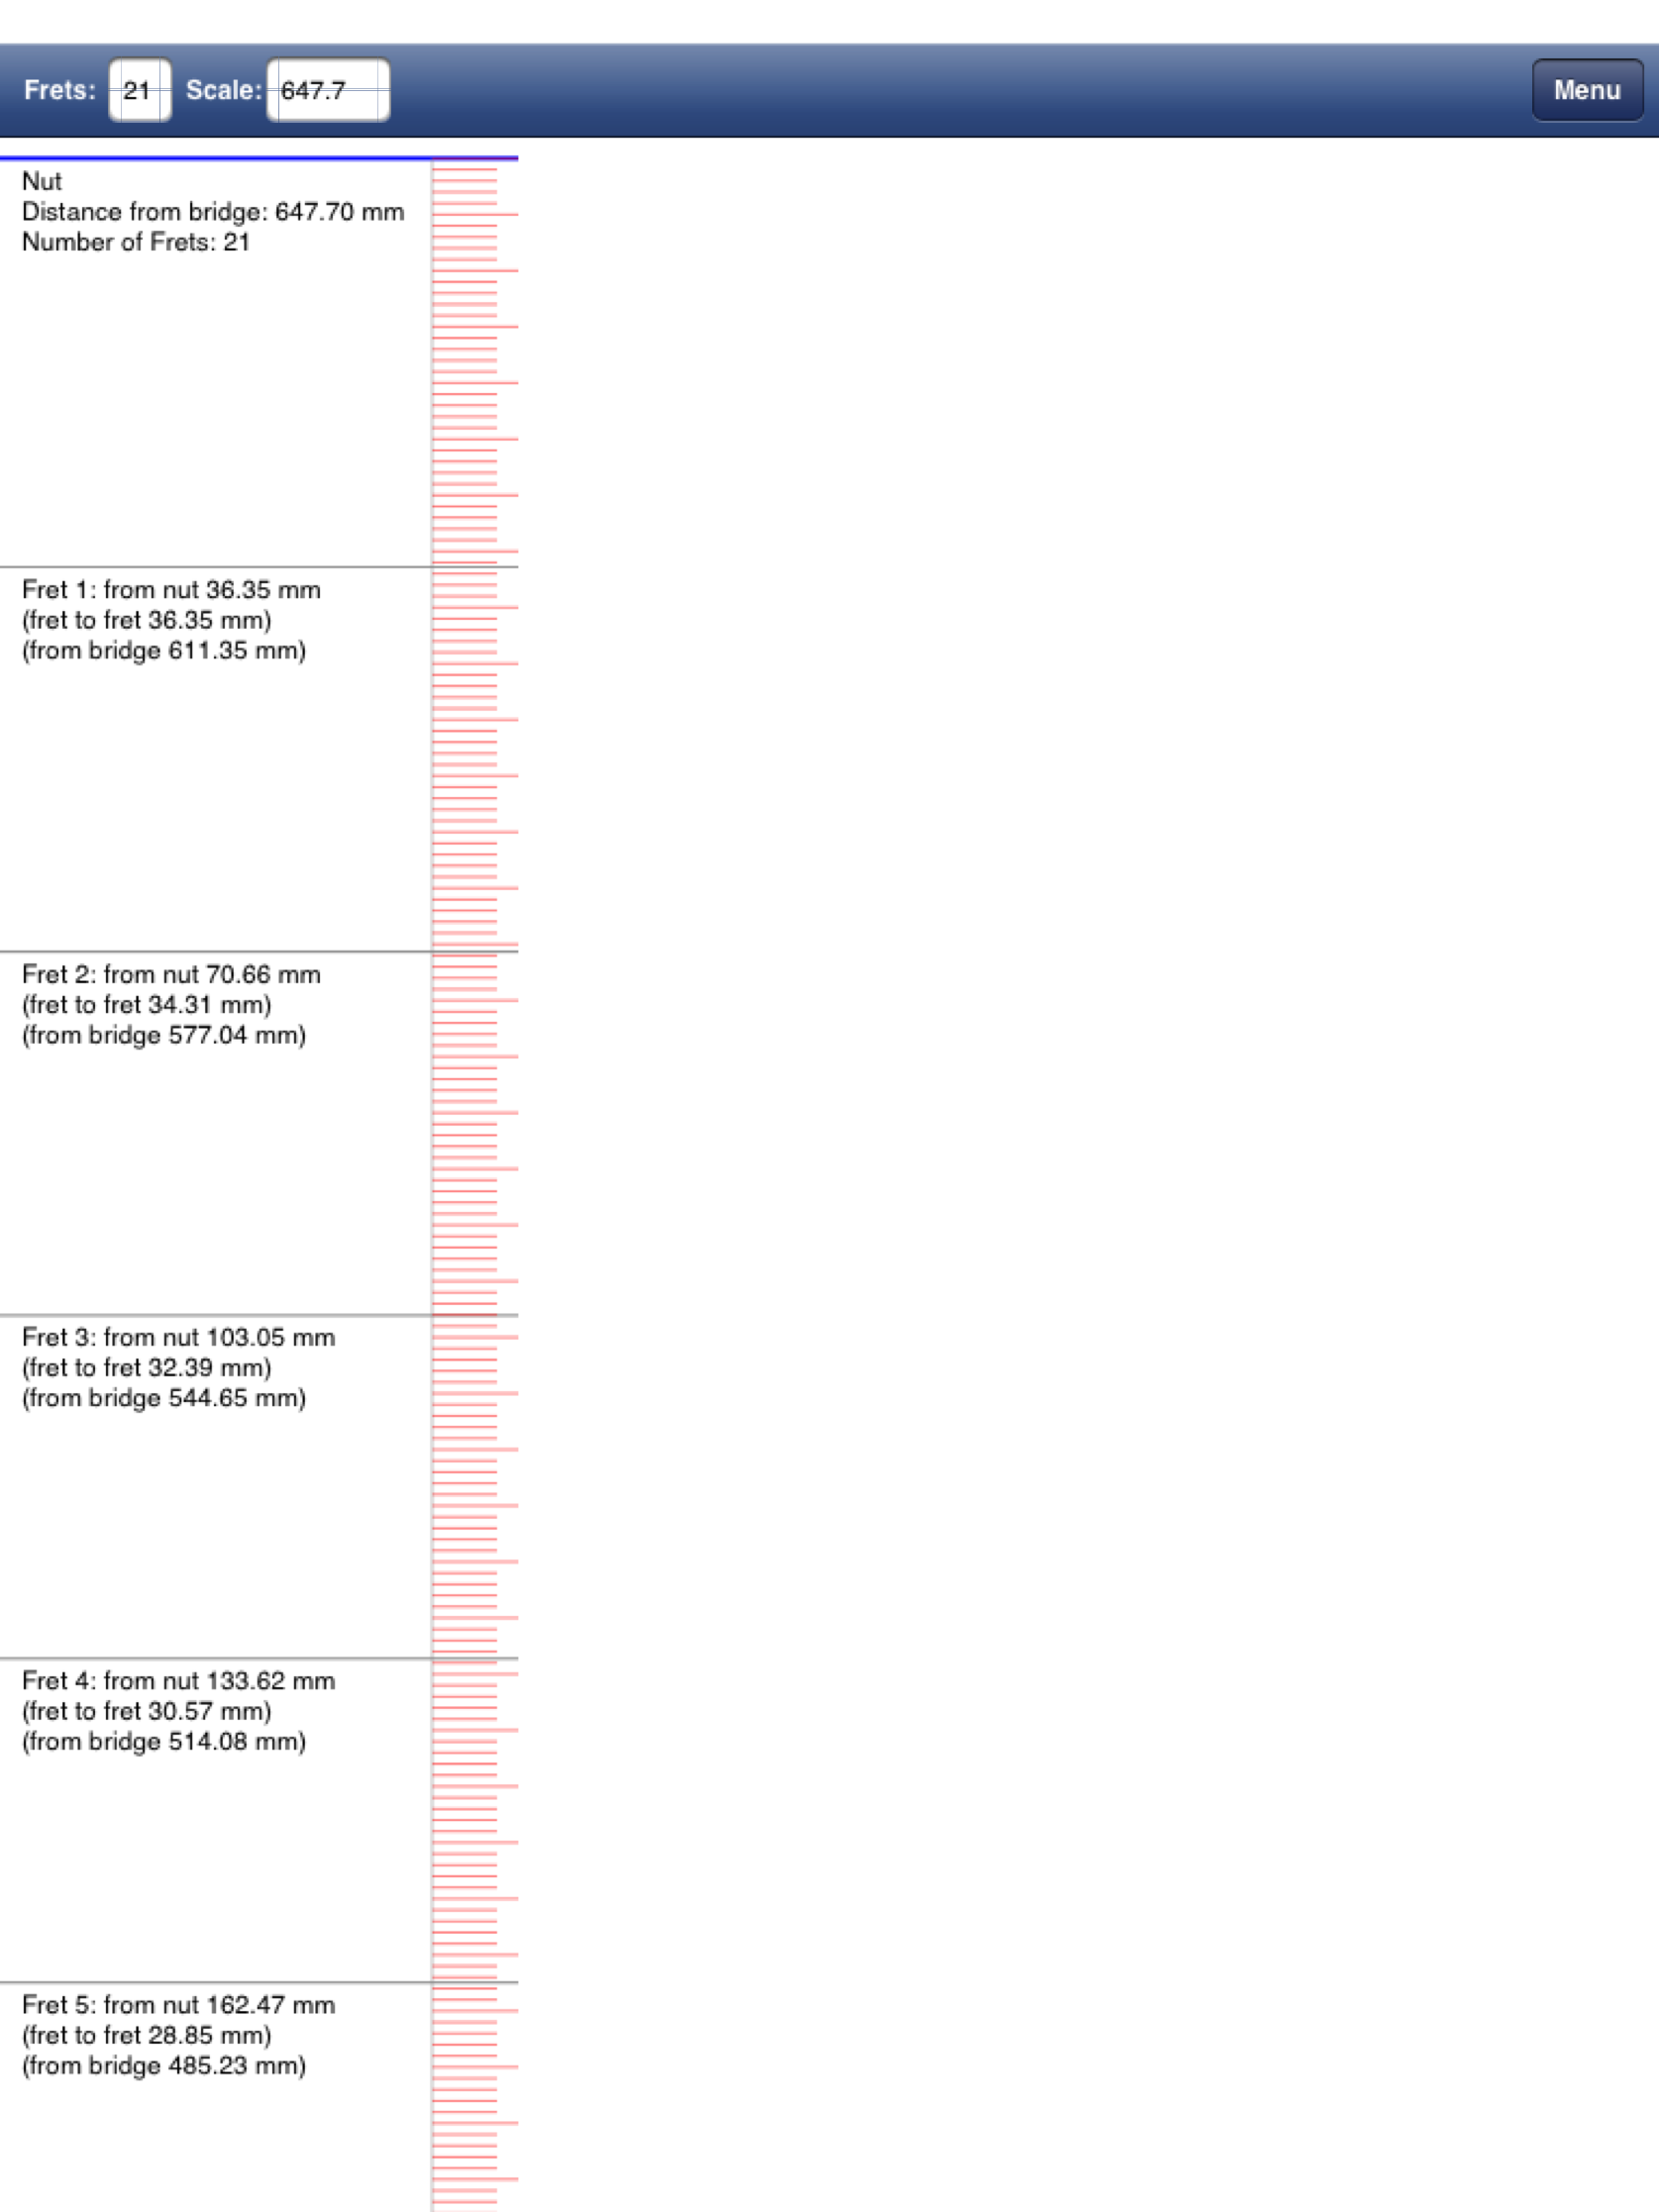 Frets: 21 Scale: 647.7 Menu
Nut
Distance from bridge: 647.70 mm
Number of Frets: 21
Fret 1: from nut 36.35 mm
(fret to fret 36.35 mm)
(from bridge 611.35 mm)
Fret 2: from nut 70.66 mm
(fret to fret 34.31 mm)
(from bridge 577.04 mm)
Fret 3: from nut 103.05 mm
(fret to fret 32.39 mm)
(from bridge 544.65 mm)
Fret 4: from nut 133.62 mm
(fret to fret 30.57 mm)
(from bridge 514.08 mm)
Fret 5: from nut 162.47 mm
(fret to fret 28.85 mm)
(from bridge 485.23 mm)